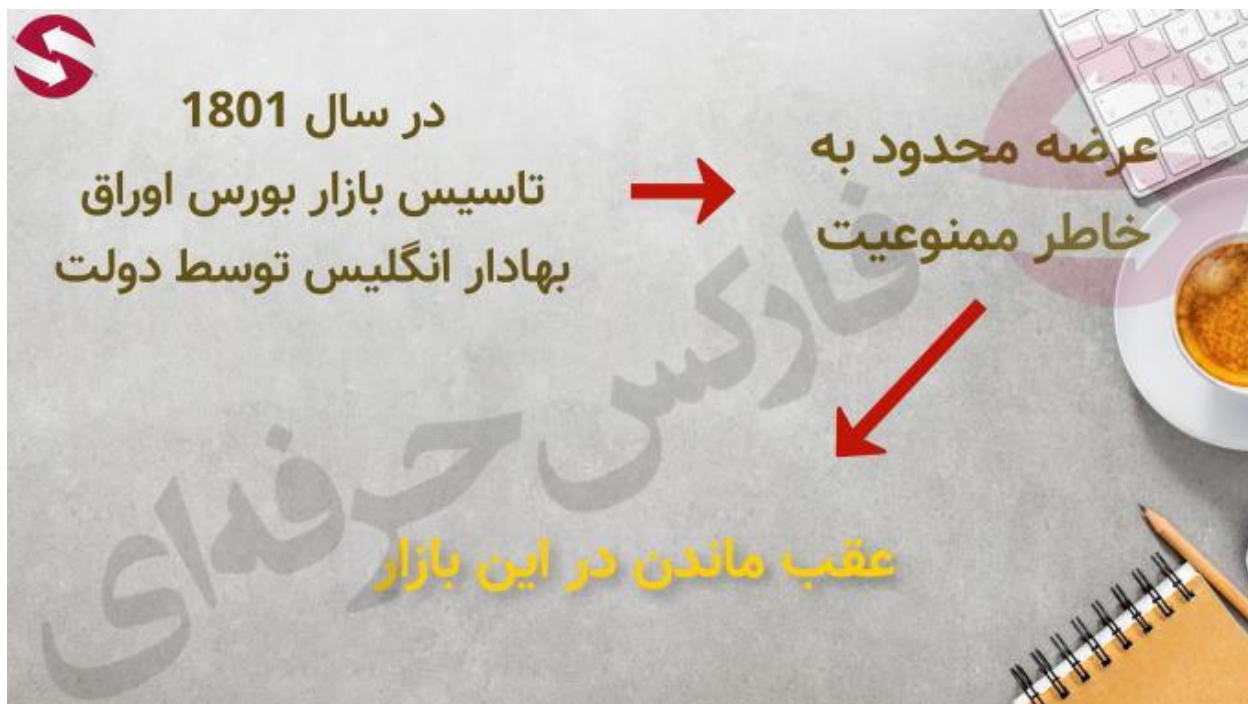 در سال 1801
تاسیس بازار بورس اوراق
بهادار انگلیس توسط دولت
عرضه محدود به
خاطر ممنوعیت
عقب ماندن در این بازار
فارکس حرفه‌ای